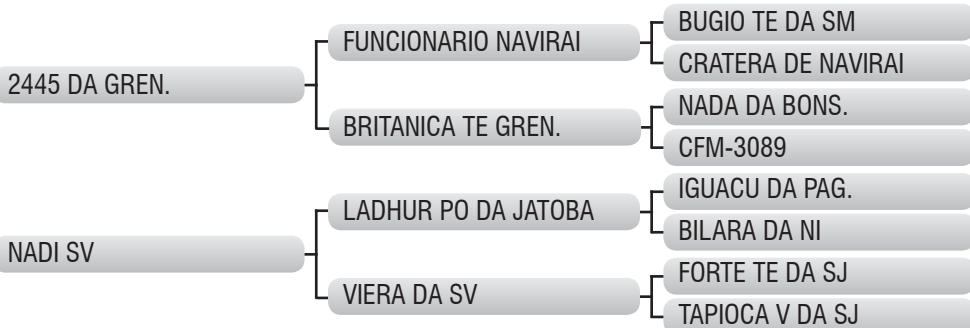 2445 DA GREN.
FUNCIONARIO NAVIRAI
BUGIO TE DA SM
CRATERA DE NAVIRAI
BRITANICA TE GREN.
NADA DA BONS.
CFM-3089
NADI SV
LADHUR PO DA JATOBA
IGUACU DA PAG.
BILARA DA NI
VIERA DA SV
FORTE TE DA SJ
TAPIOCA V DA SJ